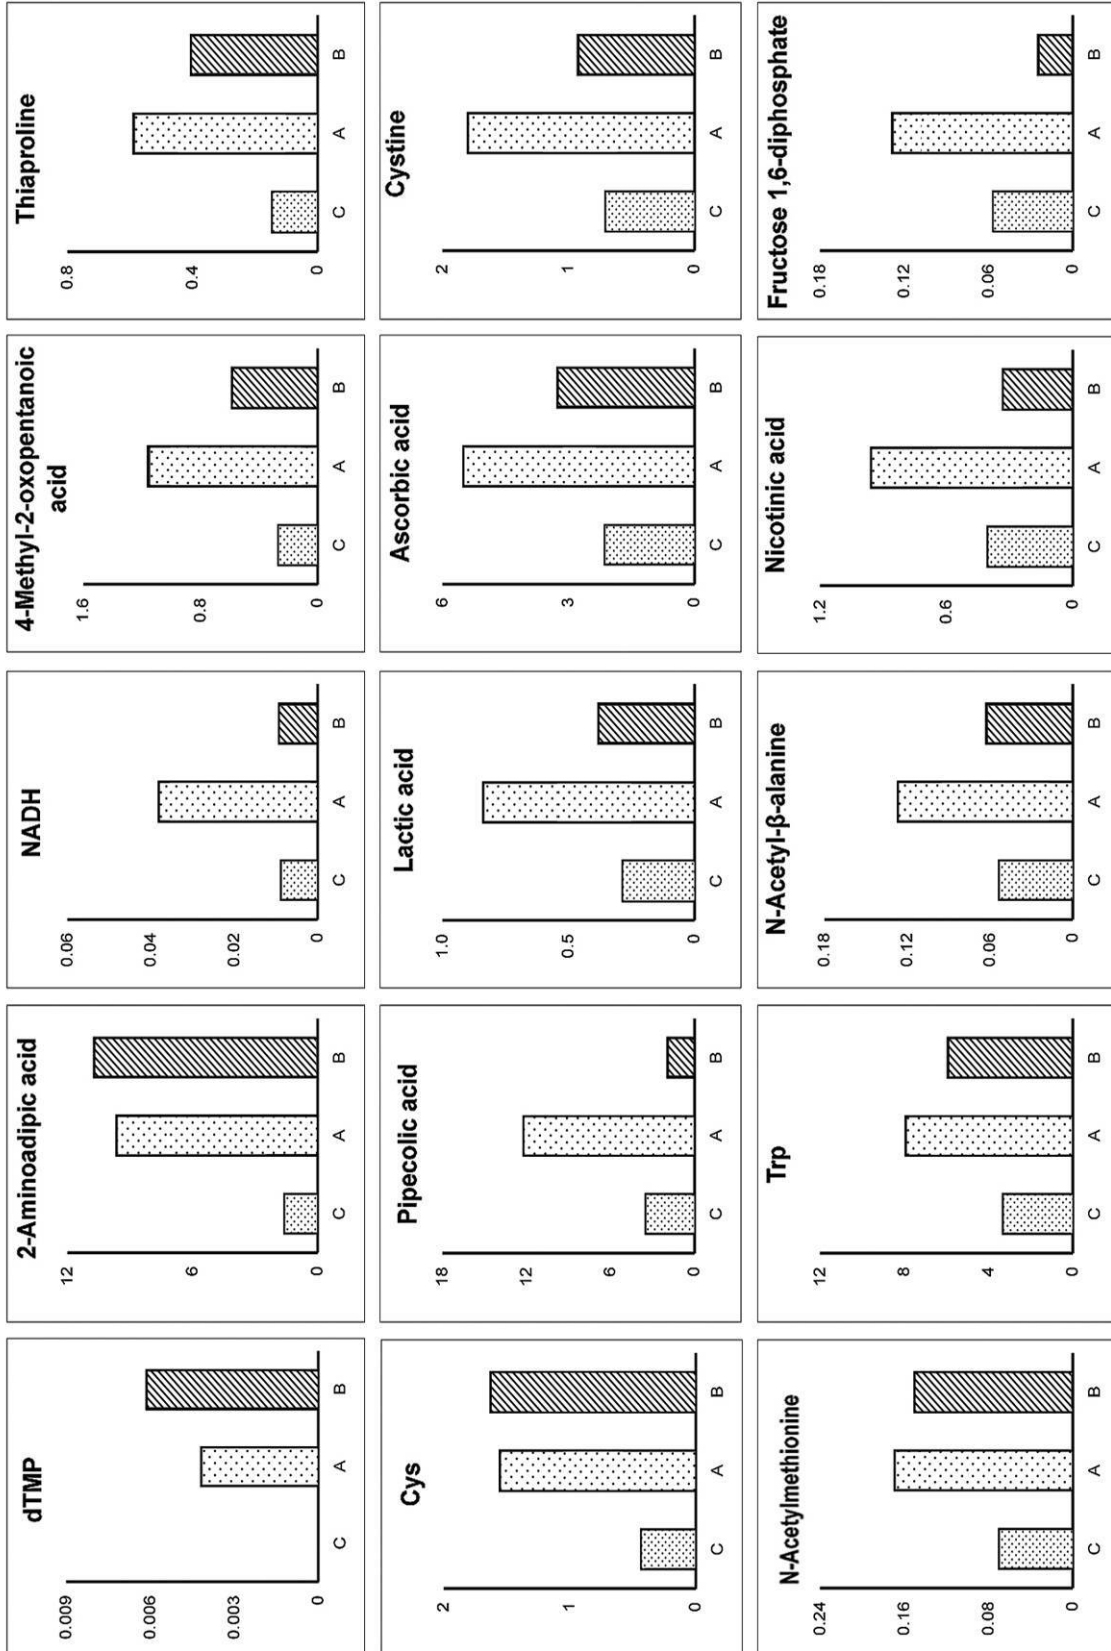 dTMP
0.009
0.006
0.003
0
C A B
2-Aminoadipic acid
12
6
0
C A B
NADH
0.06
0.04
0.02
0
C A B
4-Methyl-2-oxopentanoic
acid
1.6
0.8
0
C A B
Thiaproline
0.8
0.4
0
C A B
Cys
2
1
0
C A B
Pipecolic acid
18
12
6
0
C A B
Lactic acid
1.0
0.5
0
C A B
Ascorbic acid
6
3
0
C A B
Cystine
2
1
0
C A B
N-Acetylmethionine
0.24
0.16
0.08
0
C A B
Trp
12
8
4
0
C A B
N-Acetyl-β-alanine
0.18
0.12
0.06
0
C A B
Nicotinic acid
1.2
0.6
0
C A B
Fructose 1,6-diphosphate
0.18
0.12
0.06
0
C A B